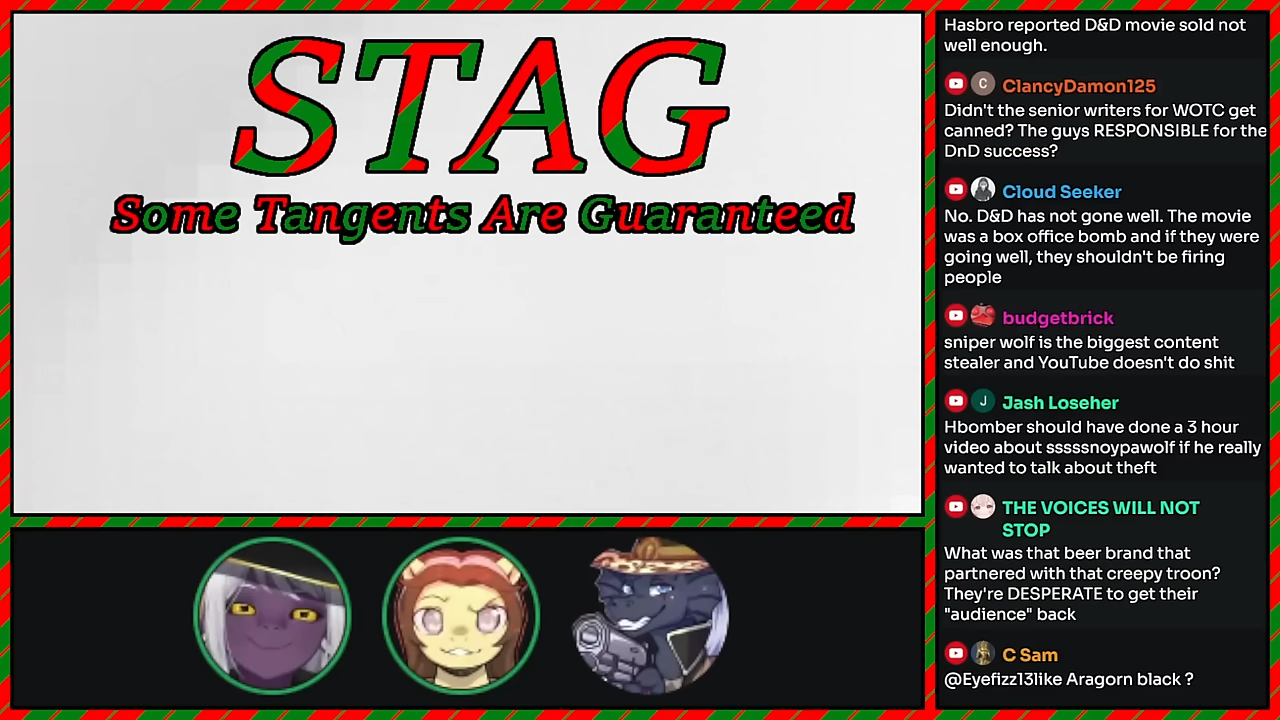 STAG
Some Tangents Are Guaranteed
Hasbro reported D&D movie sold not
well enough.
C ClancyDamon125
Didn't the senior writers for WOTC get
canned? The guys RESPONSIBLE for the
DnD success?
Cloud Seeker
No. D&D has not gone well. The movie
was a box office bomb and if they were
going well, they shouldn't be firing
people
budgetbrick
sniper wolf is the biggest content
stealer and YouTube doesn't do shit
J Jash Loseher
Hbomber should have done a 3 hour
video about sssssnoypawolf if he really
wanted to talk about theft
THE VOICES WILL NOT
STOP
What was that beer brand that
partnered with that creepy troon?
They're DESPERATE to get their
"audience" back
C Sam
@Eyefizz13like Aragorn black ?